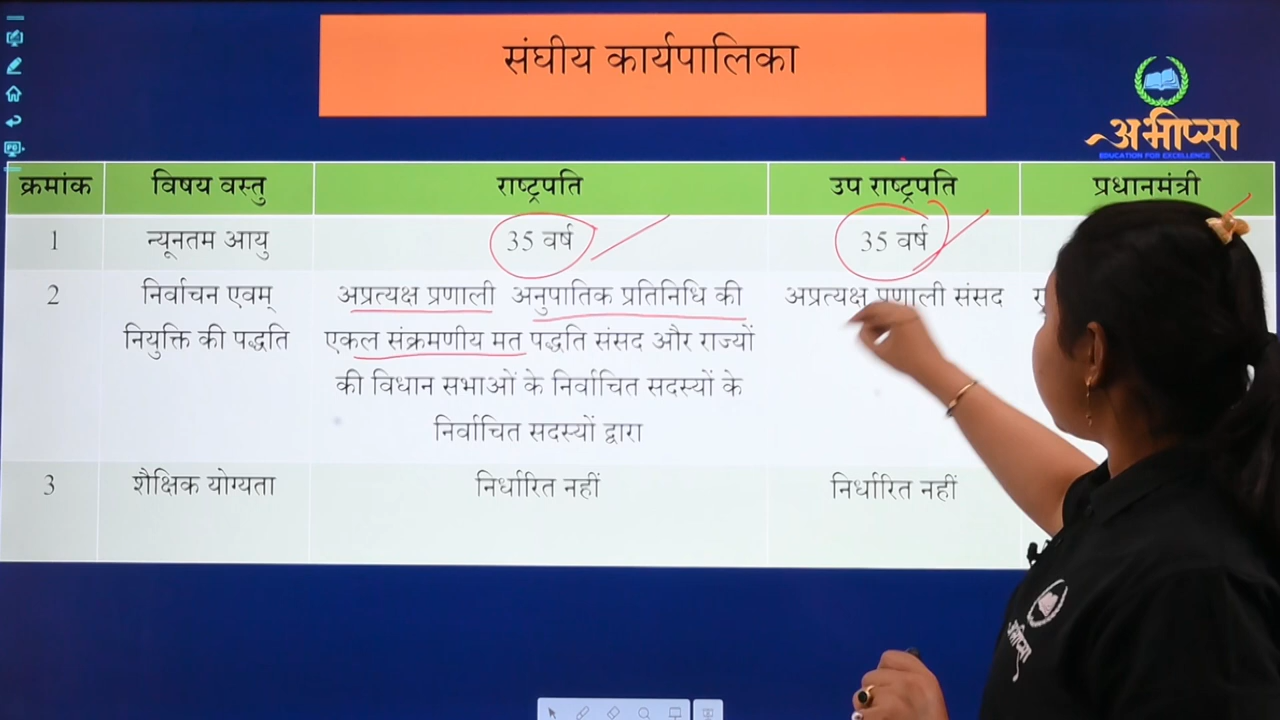 संघीय कार्यपालिका
अभीप्सा
EDUCATION FOR EXCELLENCE
क्रमांक विषय वस्तु राष्ट्रपति उप राष्ट्रपति प्रधानमंत्री
1 न्यूनतम आयु 35 वर्ष 35 वर्ष
2 निर्वाचन एवम् अप्रत्यक्ष प्रणाली अनुपातिक प्रतिनिधि की अप्रत्यक्ष प्रणाली संसद
नियुक्ति की पद्धति एकल संक्रमणीय मत पद्धति संसद और राज्यों
की विधान सभाओं के निर्वाचित सदस्यों के
निर्वाचित सदस्यों द्वारा
3 शैक्षिक योग्यता निर्धारित नहीं निर्धारित नहीं
अभीप्सा